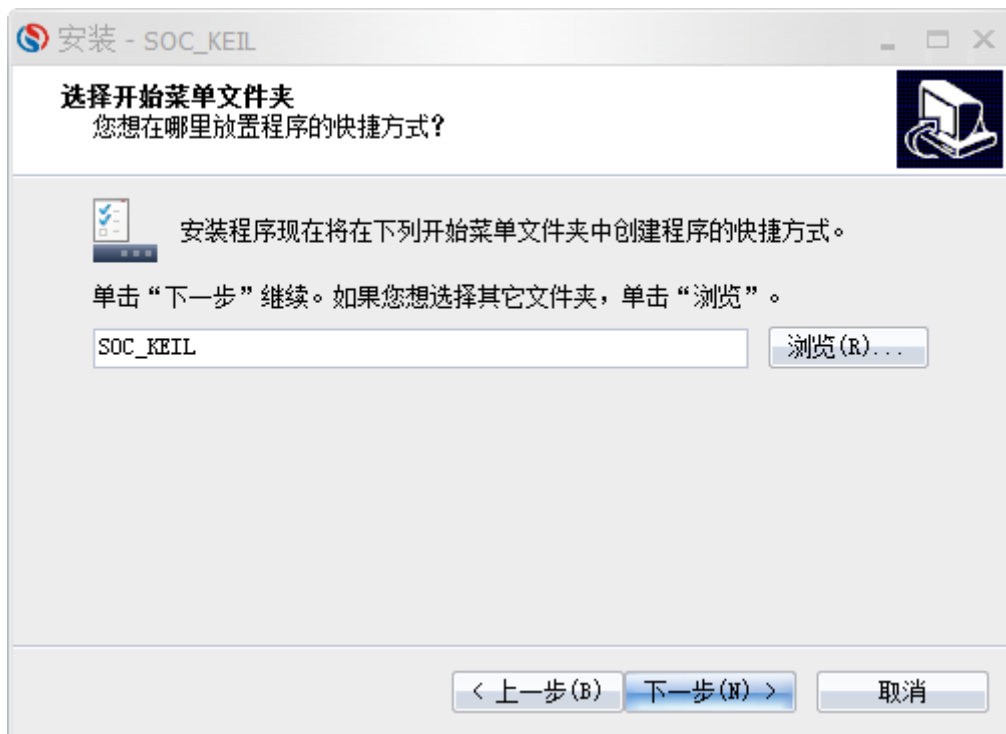 安装 - SOC_KEIL
选择开始菜单文件夹
您想在哪里放置程序的快捷方式?
安装程序现在将在下列开始菜单文件夹中创建程序的快捷方式。
单击“下一步”继续。如果您想选择其它文件夹，单击“浏览”。
SOC_KEIL
浏览(R)...
< 上一步(B)
下一步(N) >
取消